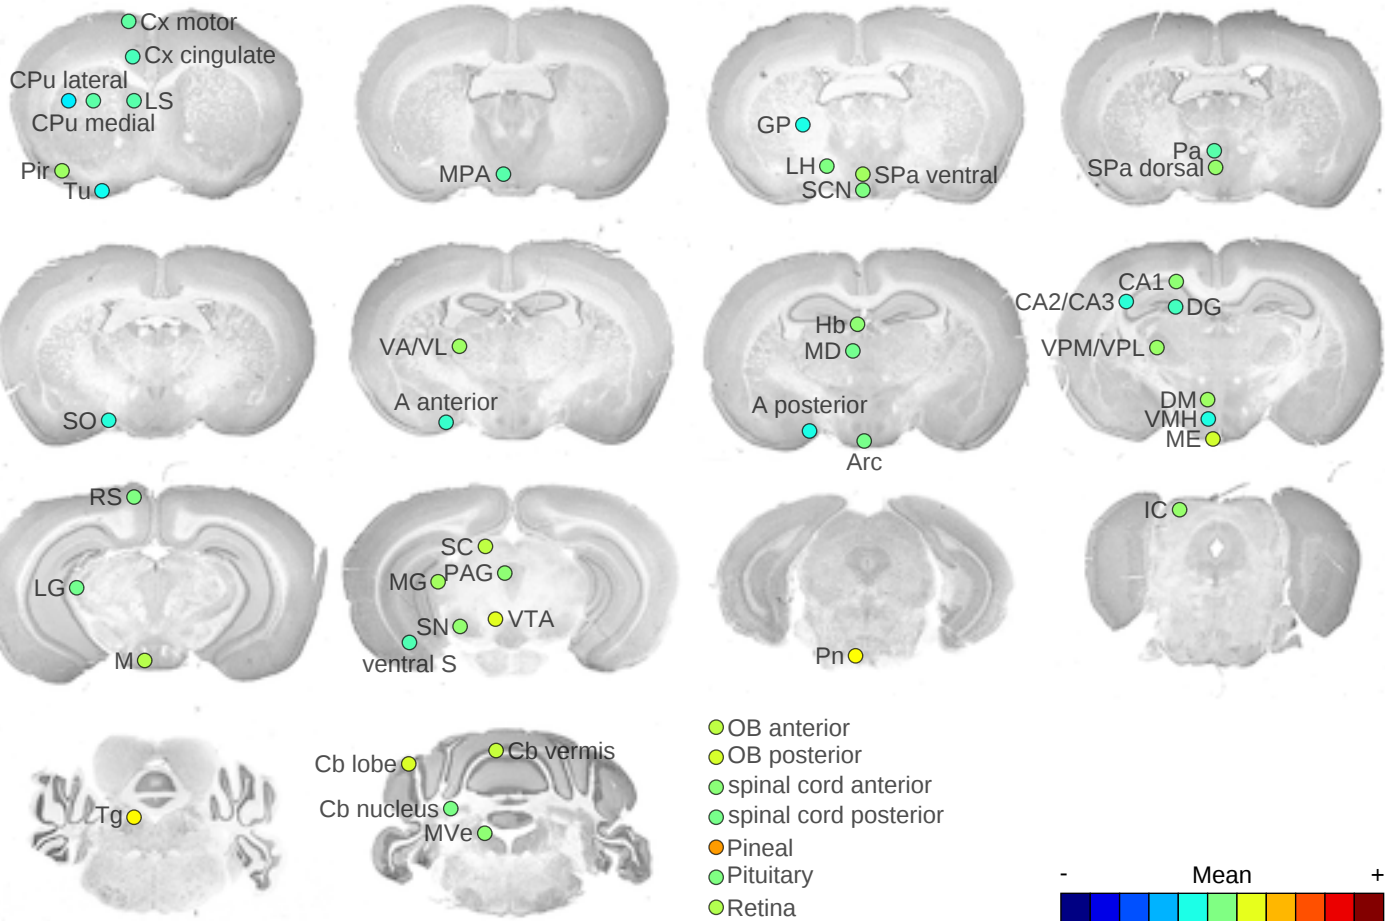 Cx motor
Cx cingulate
CPu lateral
LS
CPu medial
Pir
Tu
MPA
GP
LH
SPa ventral
SCN
Pa
SPa dorsal
SO
VA/VL
A anterior
Hb
MD
A posterior
Arc
CA1
CA2/CA3
DG
VPM/VPL
DM
VMH
ME
RS
LG
M
SC
MG
PAG
SN
VTA
ventral S
Pn
IC
Tg
Cb lobe
Cb vermis
Cb nucleus
MVe
OB anterior
OB posterior
spinal cord anterior
spinal cord posterior
Pineal
Pituitary
Retina
- Mean +